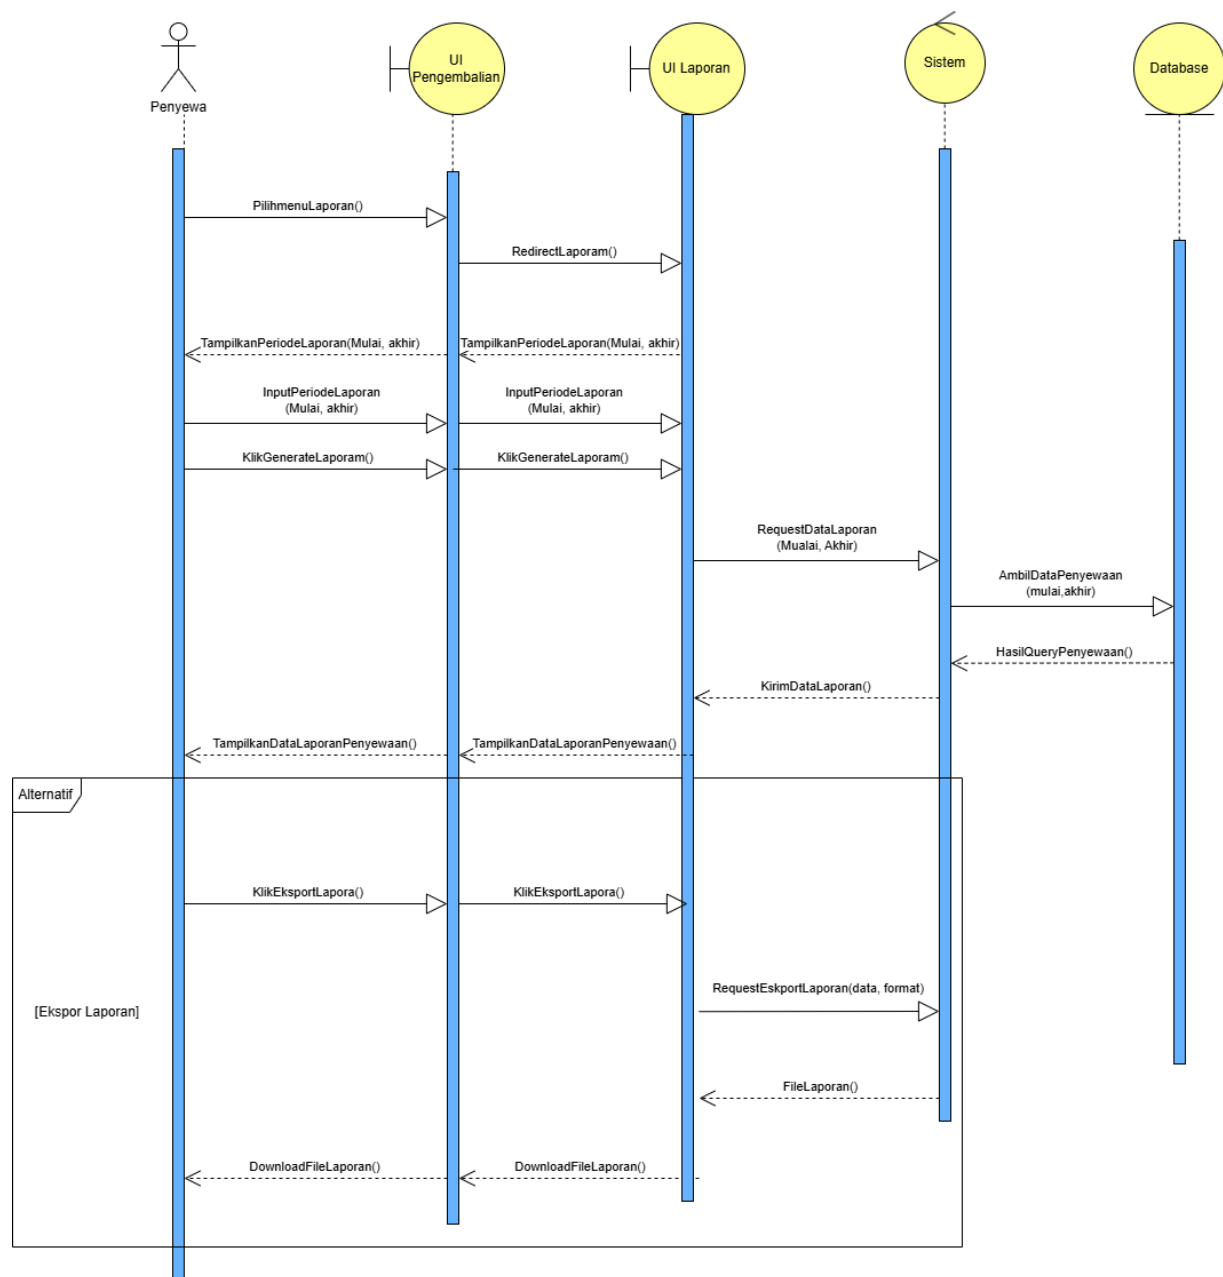 Penyewa
UI
Pengembalian
UI Laporan
Sistem
Database
PilihmenuLaporan()
RedirectLaporam()
TampilkanPeriodeLaporan(Mulai, akhir)
TampilkanPeriodeLaporan(Mulai, akhir)
InputPeriodeLaporan
(Mulai, akhir)
InputPeriodeLaporan
(Mulai, akhir)
KlikGenerateLaporam()
KlikGenerateLaporam()
RequestDataLaporan
(Mualai, Akhir)
AmbilDataPenyewaan
(mulai,akhir)
HasilQueryPenyewaan()
KirimDataLaporan()
TampilkanDataLaporanPenyewaan()
TampilkanDataLaporanPenyewaan()
Alternatif
KlikEksportLapora()
KlikEksportLapora()
RequestEskportLaporan(data, format)
[Ekspor Laporan]
FileLaporan()
DownloadFileLaporan()
DownloadFileLaporan()